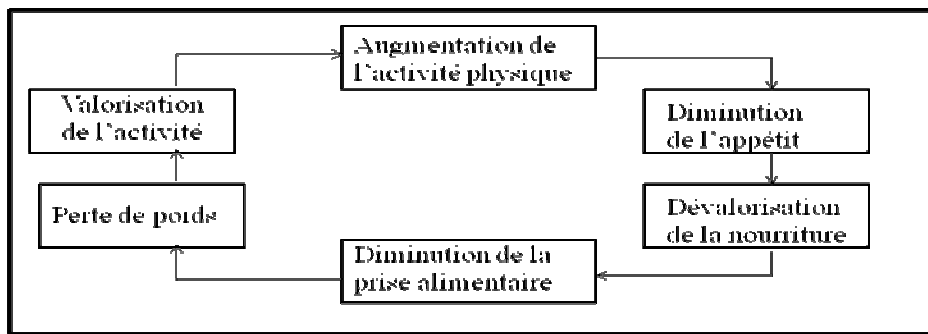 Augmentation de
l'activité physique
Diminution
de l'appétit
Dévalorisation
de la nourriture
Diminution de la
prise alimentaire
Perte de poids
Valorisation
de l'activité